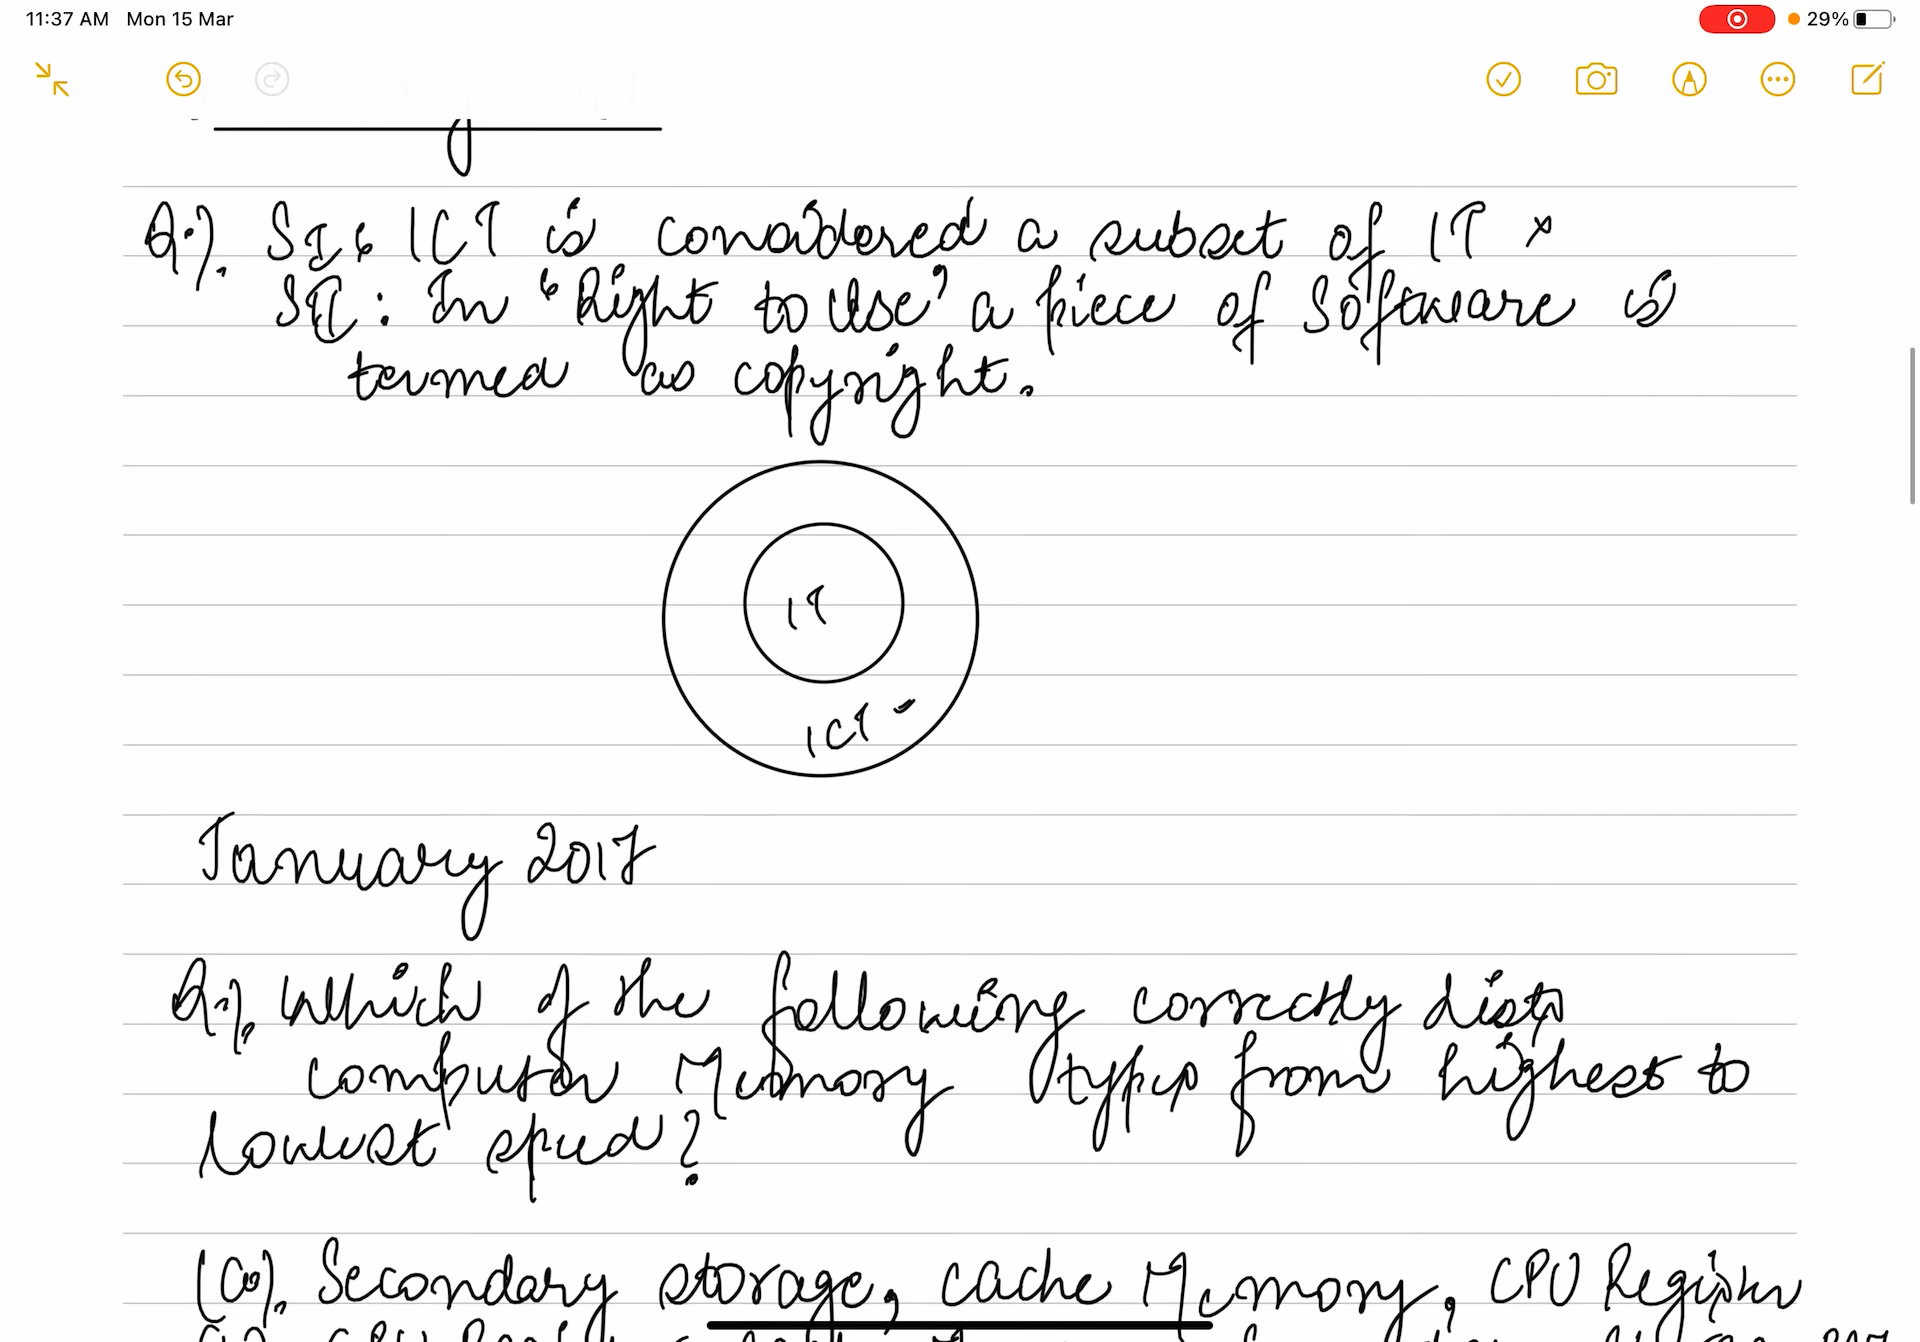 11:37 AM Mon 15 Mar
29%
Q.). SI: ICT is considered a subset of IT ×
SII: In 'Right to Use' a piece of Software is
termed as copyright.
IT
ICT -
January 2017
Q.). Which of the following correctly lists
computer Memory types from highest to
lowest speed?
(a). Secondary storage, cache Memory, CPU Register